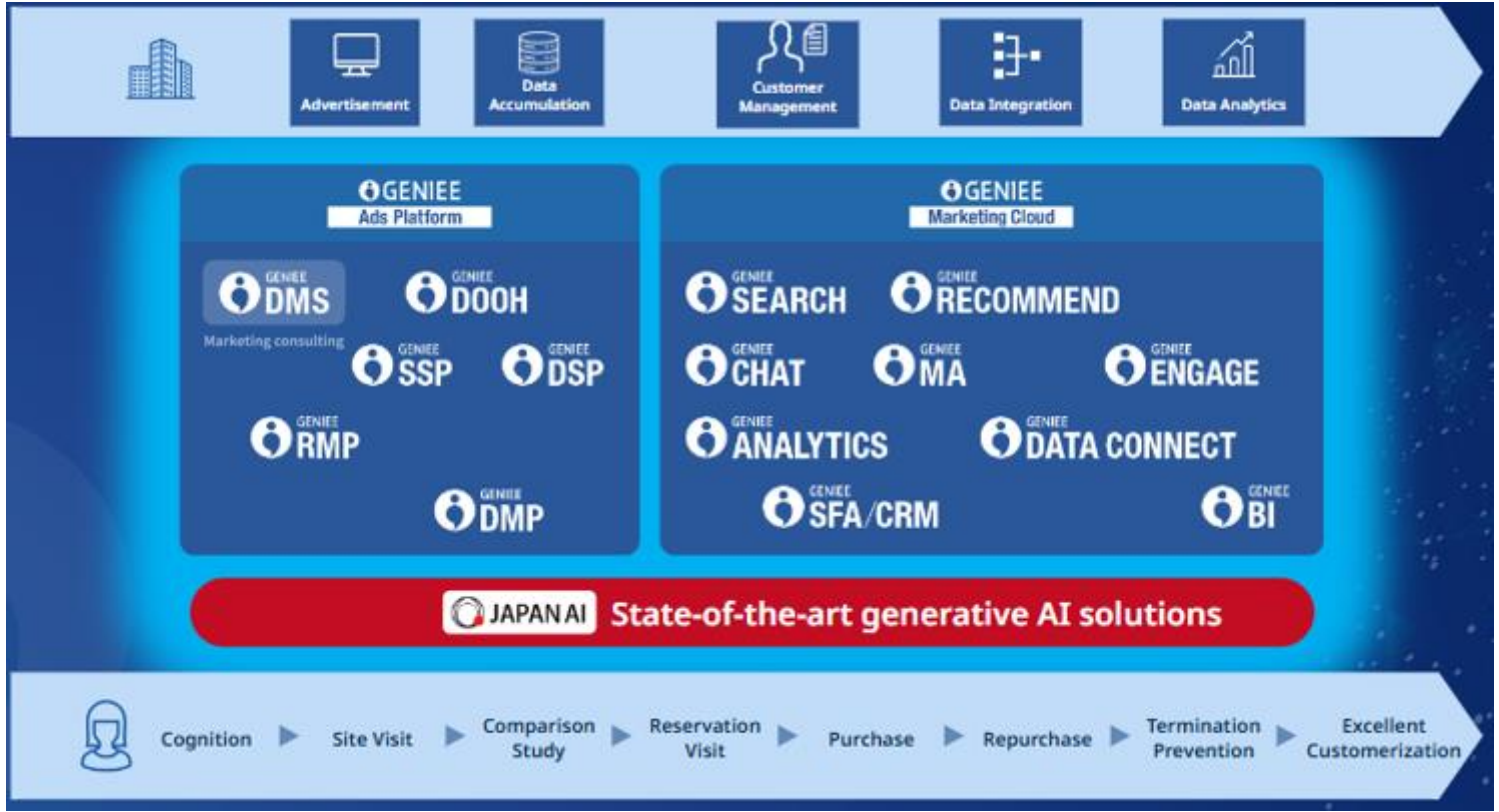 Advertisement
Data
Accumulation
Customer
Management
Data Integration
Data Analytics
GENIEE
Ads Platform
GENIEE
DMS
Marketing consulting
GENIEE
DOOH
GENIEE
SSP
GENIEE
DSP
GENIEE
RMP
GENIEE
DMP
GENIEE
Marketing Cloud
GENIEE
SEARCH
GENIEE
RECOMMEND
GENIEE
CHAT
GENIEE
MA
GENIEE
ENGAGE
GENIEE
ANALYTICS
GENIEE
DATA CONNECT
GENIEE
SFA/CRM
GENIEE
BI
JAPAN AI State-of-the-art generative AI solutions
Cognition
Site Visit
Comparison
Study
Reservation
Visit
Purchase
Repurchase
Termination
Prevention
Excellent
Customerization